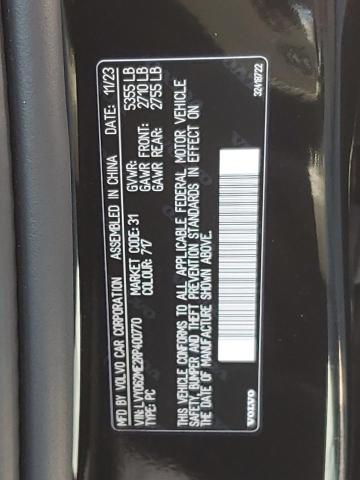 MFD BY VOLVO CAR CORPORATION ASSEMBLED IN CHINA DATE: 11/23
VIN: LVY062ME2RP400770 MARKET CODE: 31 GVWR: 5355 LB
TYPE: PC COLOUR: 717 GAWR FRONT: 2710 LB
GAWR REAR: 2755 LB
THIS VEHICLE CONFORMS TO ALL APPLICABLE FEDERAL MOTOR VEHICLE
SAFETY, BUMPER AND THEFT PREVENTION STANDARDS IN EFFECT ON
THE DATE OF MANUFACTURE SHOWN ABOVE.
VOLVO 32418722